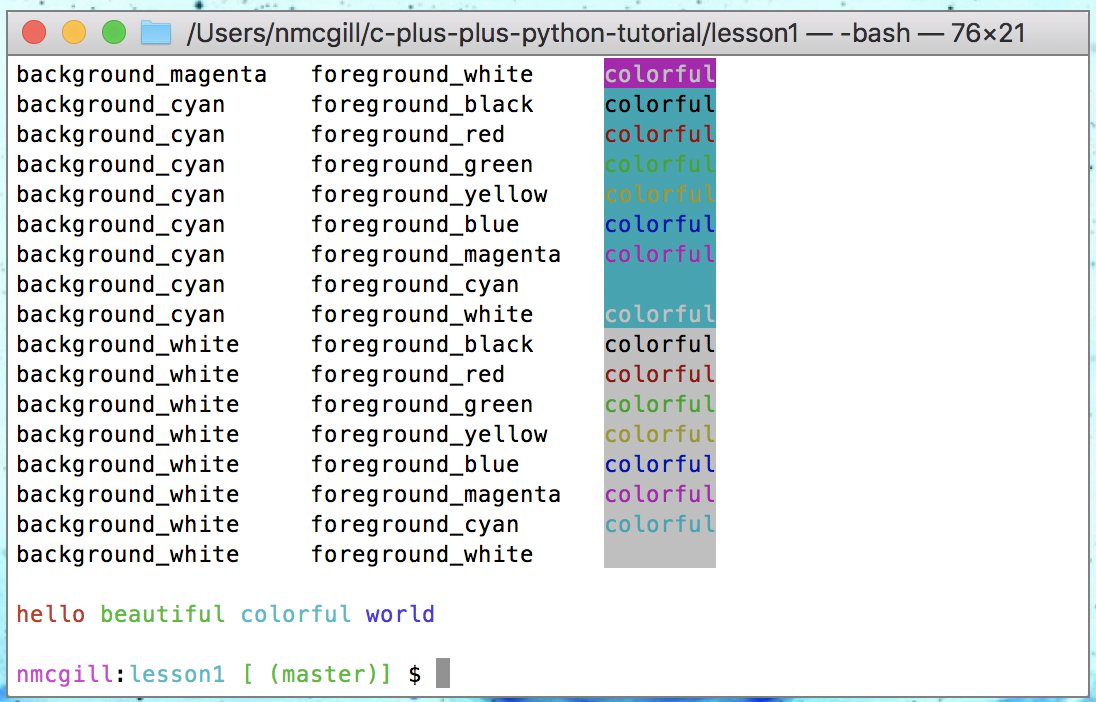 /Users/nmcgill/c-plus-plus-python-tutorial/lesson1 — -bash — 76×21
background_magenta   foreground_white     colorful
background_cyan      foreground_black     colorful
background_cyan      foreground_red       colorful
background_cyan      foreground_green     colorful
background_cyan      foreground_yellow    colorful
background_cyan      foreground_blue      colorful
background_cyan      foreground_magenta   colorful
background_cyan      foreground_cyan
background_cyan      foreground_white     colorful
background_white     foreground_black     colorful
background_white     foreground_red       colorful
background_white     foreground_green     colorful
background_white     foreground_yellow    colorful
background_white     foreground_blue      colorful
background_white     foreground_magenta   colorful
background_white     foreground_cyan      colorful
background_white     foreground_white
hello beautiful colorful world
nmcgill:lesson1 [ (master)] $